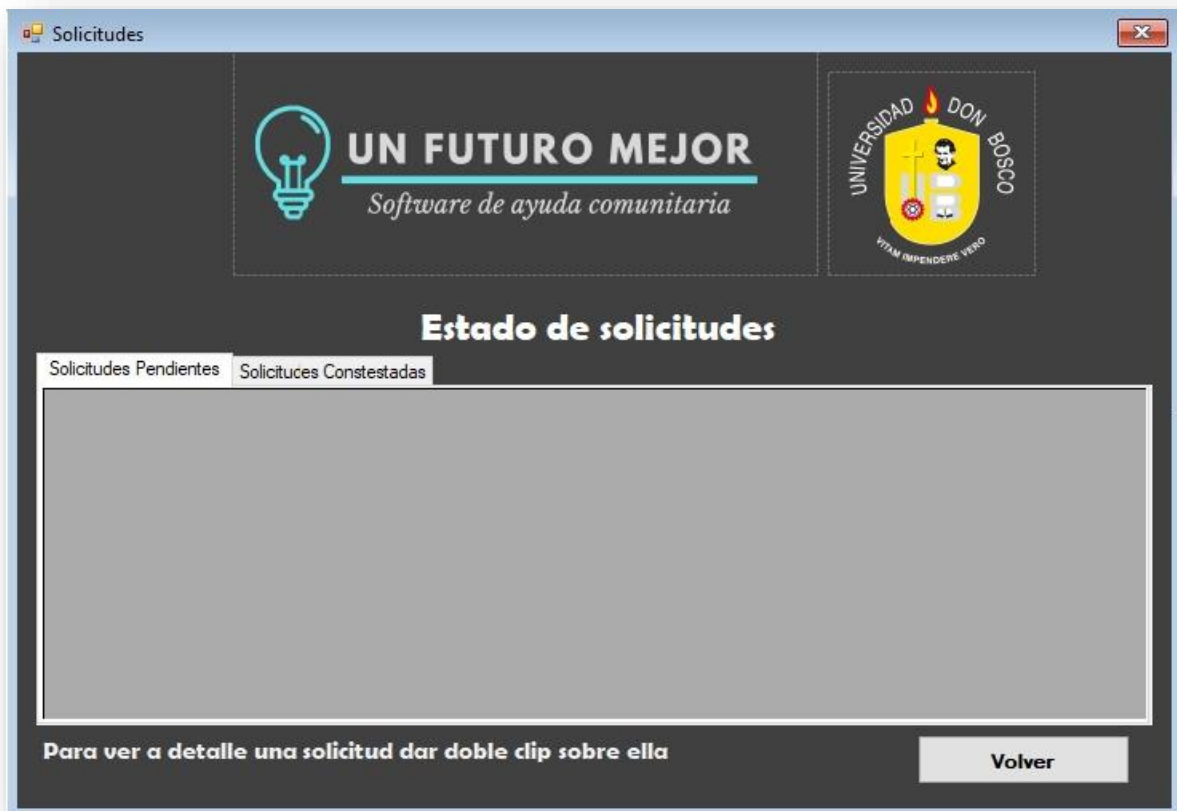 Solicitudes
UN FUTURO MEJOR
Software de ayuda comunitaria
UNIVERSIDAD DON BOSCO
VITAM IMPENDERE VERO
Estado de solicitudes
Solicitudes Pendientes
Solicituces Constestadas
Para ver a detalle una solicitud dar doble clip sobre ella
Volver